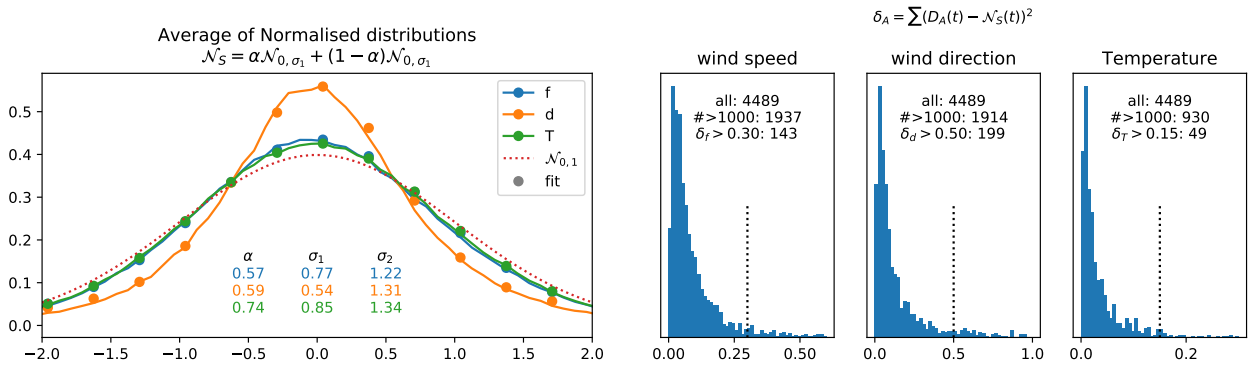 Average of Normalised distributions
𝒩_S = α𝒩_{0,σ₁} + (1 − α)𝒩_{0,σ₁}
0.5
0.4
0.3
0.2
0.1
0.0
−2.0 −1.5 −1.0 −0.5 0.0 0.5 1.0 1.5 2.0
f
d
T
𝒩_{0,1}
fit
α σ₁ σ₂
0.57 0.77 1.22
0.59 0.54 1.31
0.74 0.85 1.34
δ_A = ∑(D_A(t) − 𝒩_S(t))²
wind speed
all: 4489
#>1000: 1937
δ_f > 0.30: 143
0.00 0.25 0.50
wind direction
all: 4489
#>1000: 1914
δ_d > 0.50: 199
0.0 0.5 1.0
Temperature
all: 4489
#>1000: 930
δ_T > 0.15: 49
0.0 0.2